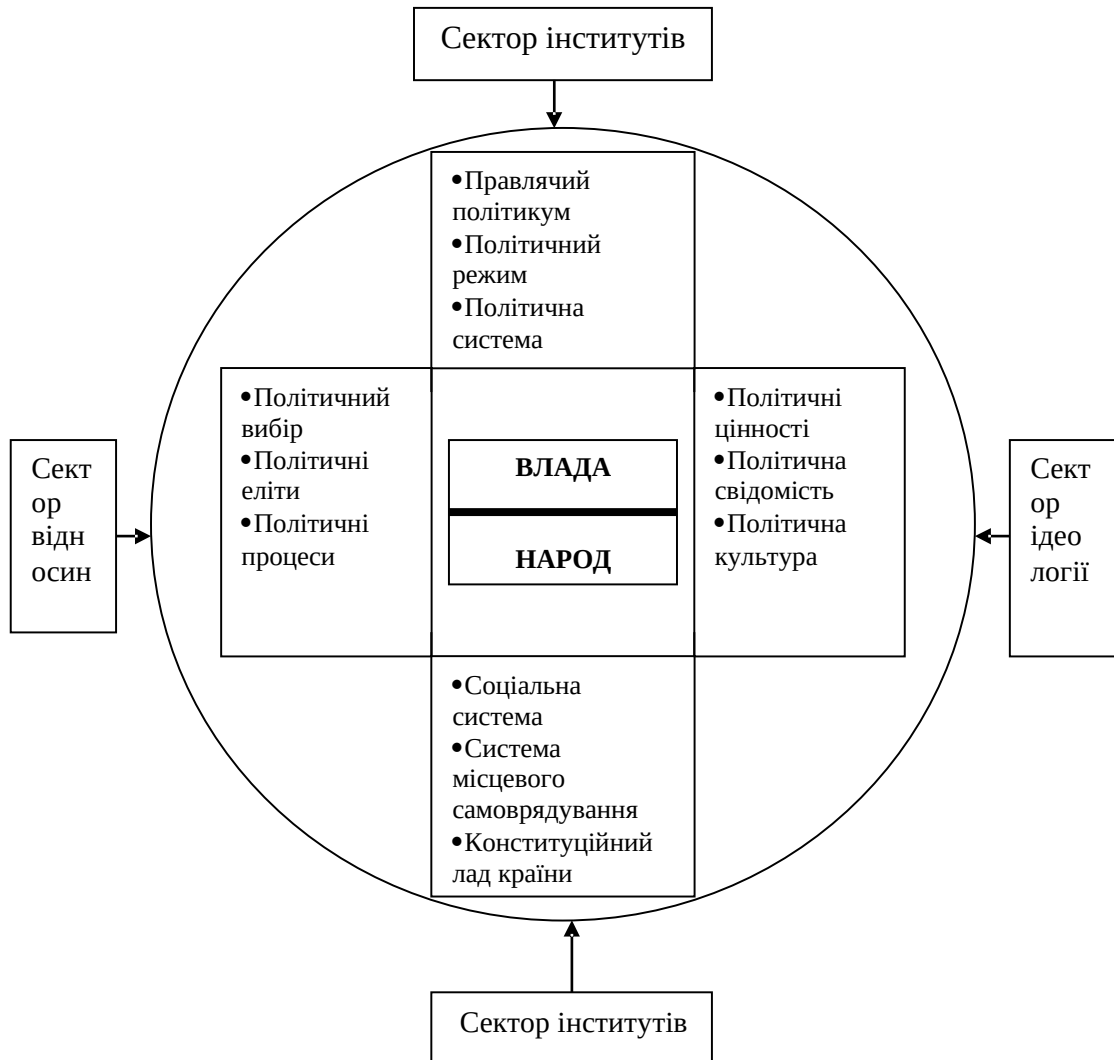 Сектор інститутів
•Правлячий
політикум
•Політичний
режим
•Політична
система
•Політичний
вибір
•Політичні
еліти
•Політичні
процеси
ВЛАДА
НАРОД
•Політичні
цінності
•Політична
свідомість
•Політична
культура
Сект
ор
відн
осин
Сект
ор
ідео
логії
•Соціальна
система
•Система
місцевого
самоврядування
•Конституційний
лад країни
Сектор інститутів